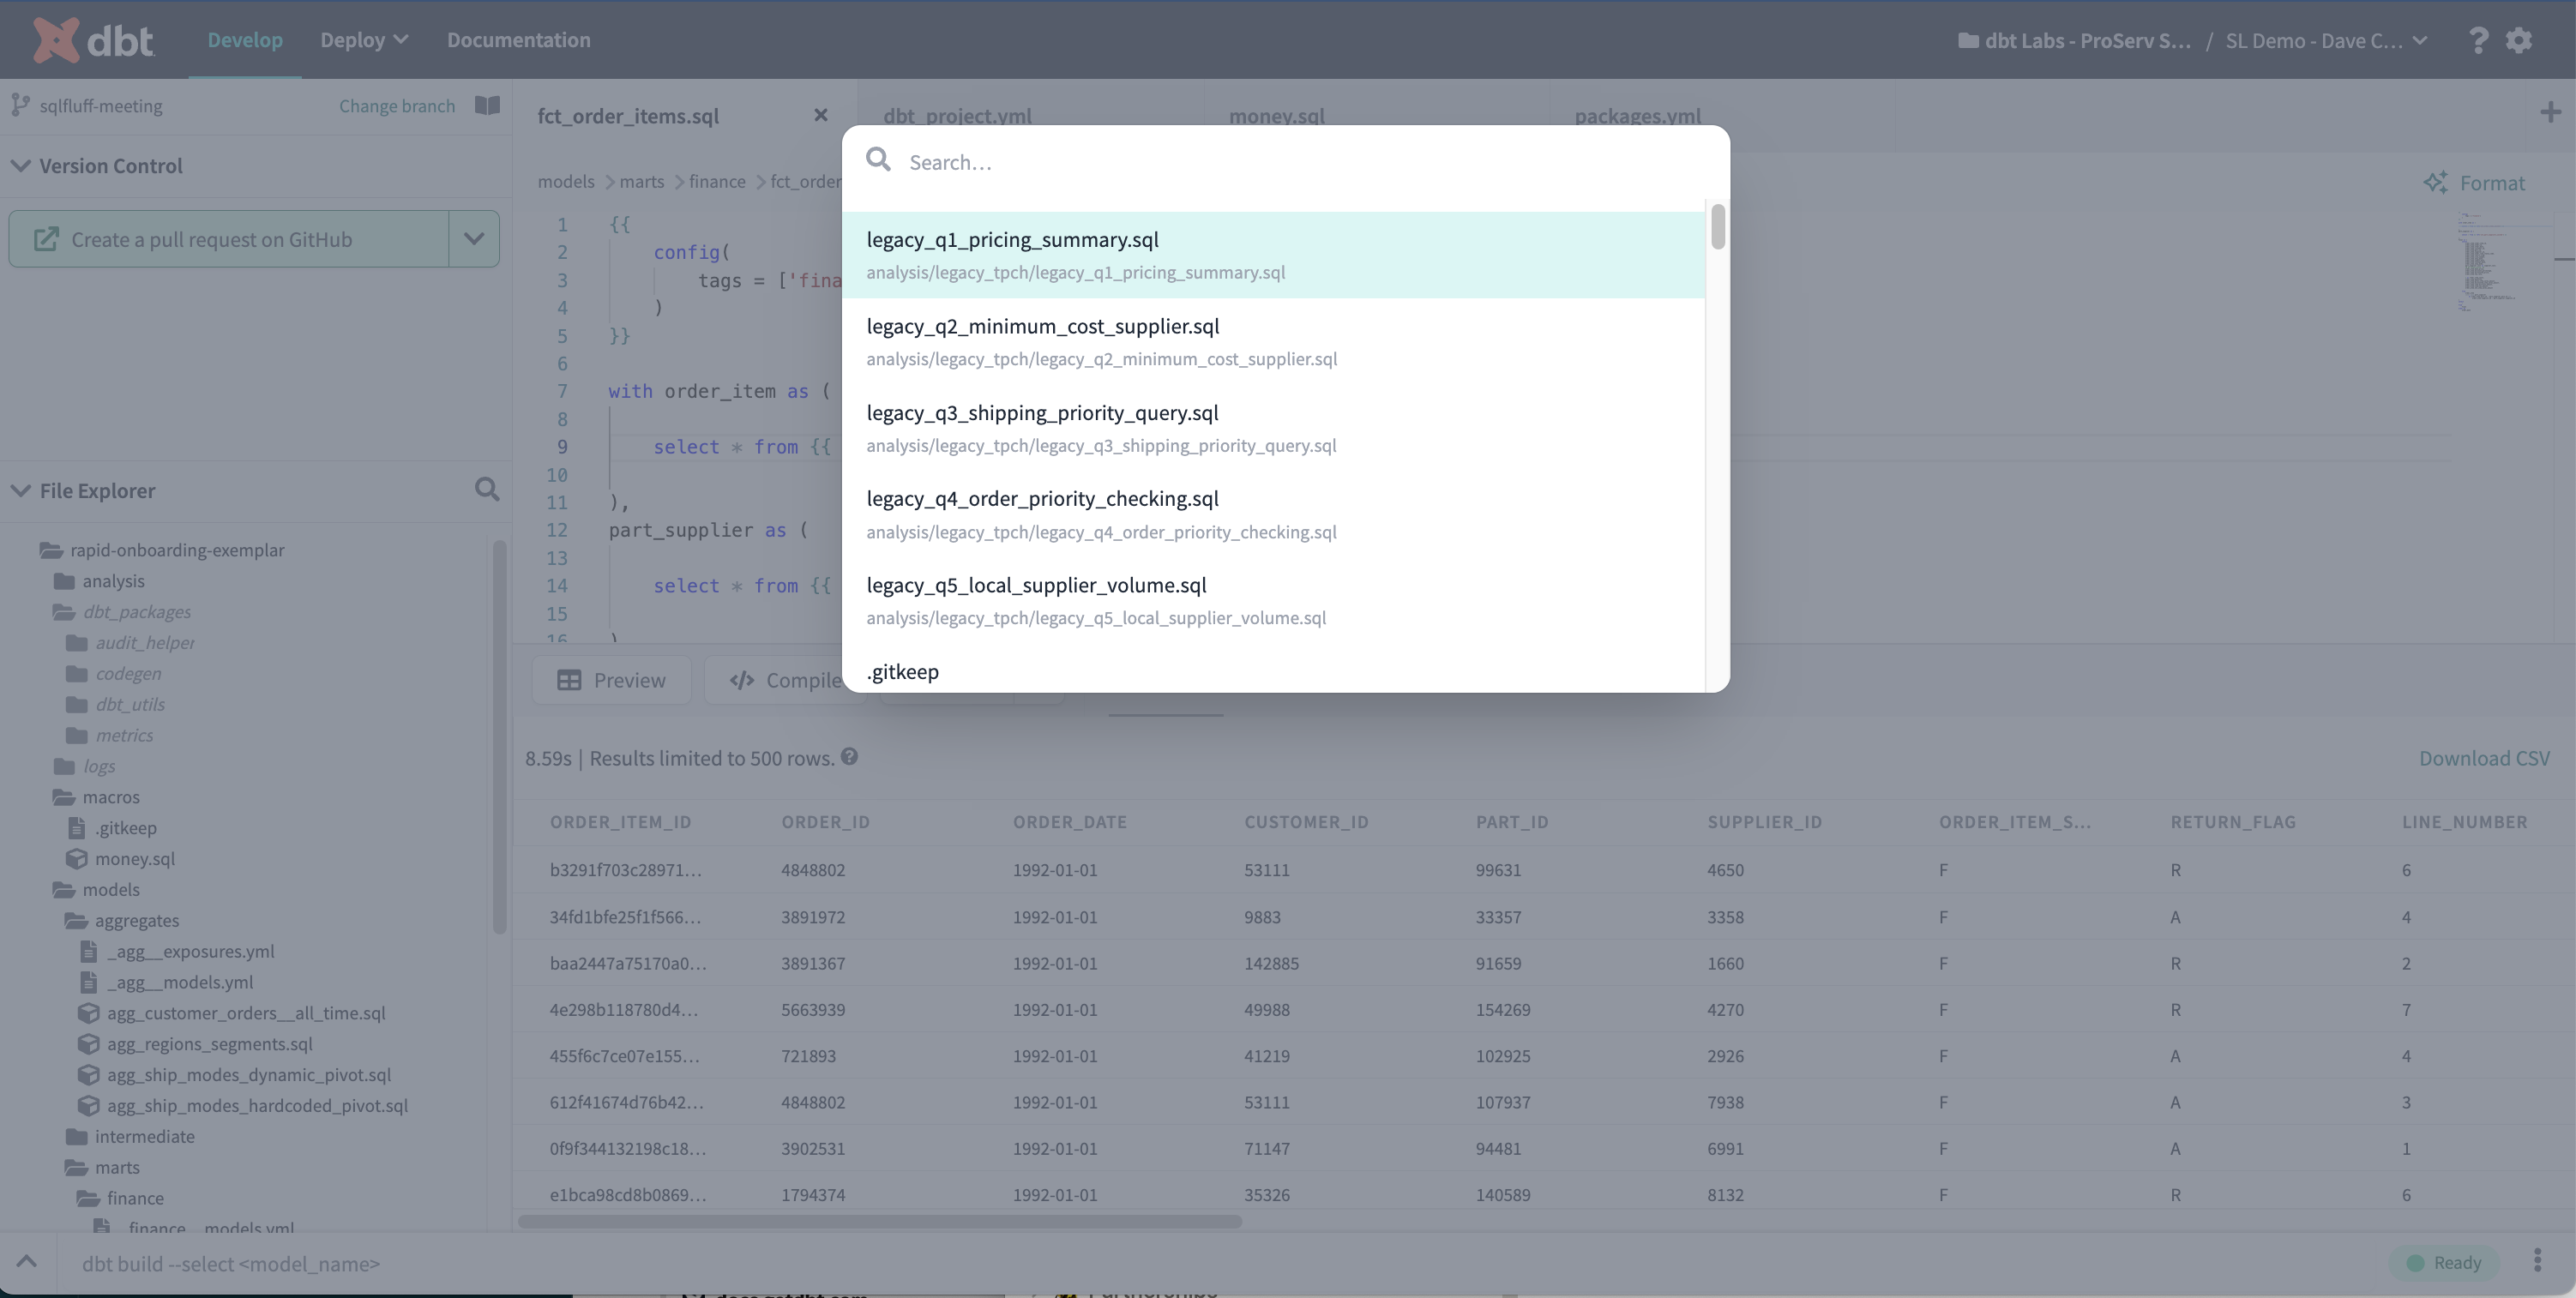 dbt
Develop
Deploy
Documentation
dbt Labs - ProServ S... / SL Demo - Dave C...
sqlfluff-meeting
Change branch
Version Control
Create a pull request on GitHub
File Explorer
rapid-onboarding-exemplar
analysis
dbt_packages
audit_helper
codegen
dbt_utils
metrics
logs
macros
.gitkeep
money.sql
models
aggregates
_agg__exposures.yml
_agg__models.yml
agg_customer_orders__all_time.sql
agg_regions_segments.sql
agg_ship_modes_dynamic_pivot.sql
agg_ship_modes_hardcoded_pivot.sql
intermediate
marts
finance
_finance__models.yml
fct_order_items.sql
dbt_project.yml
money.sql
packages.yml
models > marts > finance > fct_order
Format
1 {{
2 config(
3 tags = ['fina
4 )
5 }}
6
7 with order_item as (
8
9 select * from {{
10
11 ),
12 part_supplier as (
13
14 select * from {{
15
16 )
Search...
legacy_q1_pricing_summary.sql
analysis/legacy_tpch/legacy_q1_pricing_summary.sql
legacy_q2_minimum_cost_supplier.sql
analysis/legacy_tpch/legacy_q2_minimum_cost_supplier.sql
legacy_q3_shipping_priority_query.sql
analysis/legacy_tpch/legacy_q3_shipping_priority_query.sql
legacy_q4_order_priority_checking.sql
analysis/legacy_tpch/legacy_q4_order_priority_checking.sql
legacy_q5_local_supplier_volume.sql
analysis/legacy_tpch/legacy_q5_local_supplier_volume.sql
.gitkeep
Preview
</> Compile
8.59s | Results limited to 500 rows.
Download CSV
ORDER_ITEM_ID ORDER_ID ORDER_DATE CUSTOMER_ID PART_ID SUPPLIER_ID ORDER_ITEM_S... RETURN_FLAG LINE_NUMBER
b3291f703c28971... 4848802 1992-01-01 53111 99631 4650 F R 6
34fd1bfe25f1f566... 3891972 1992-01-01 9883 33357 3358 F A 4
baa2447a75170a0... 3891367 1992-01-01 142885 91659 1660 F R 2
4e298b118780d4... 5663939 1992-01-01 49988 154269 4270 F R 7
455f6c7ce07e155... 721893 1992-01-01 41219 102925 2926 F A 4
612f41674d76b42... 4848802 1992-01-01 53111 107937 7938 F A 3
0f9f344132198c18... 3902531 1992-01-01 71147 94481 6991 F A 1
e1bca98cd8b0869... 1794374 1992-01-01 35326 140589 8132 F R 6
dbt build --select <model_name>
Ready